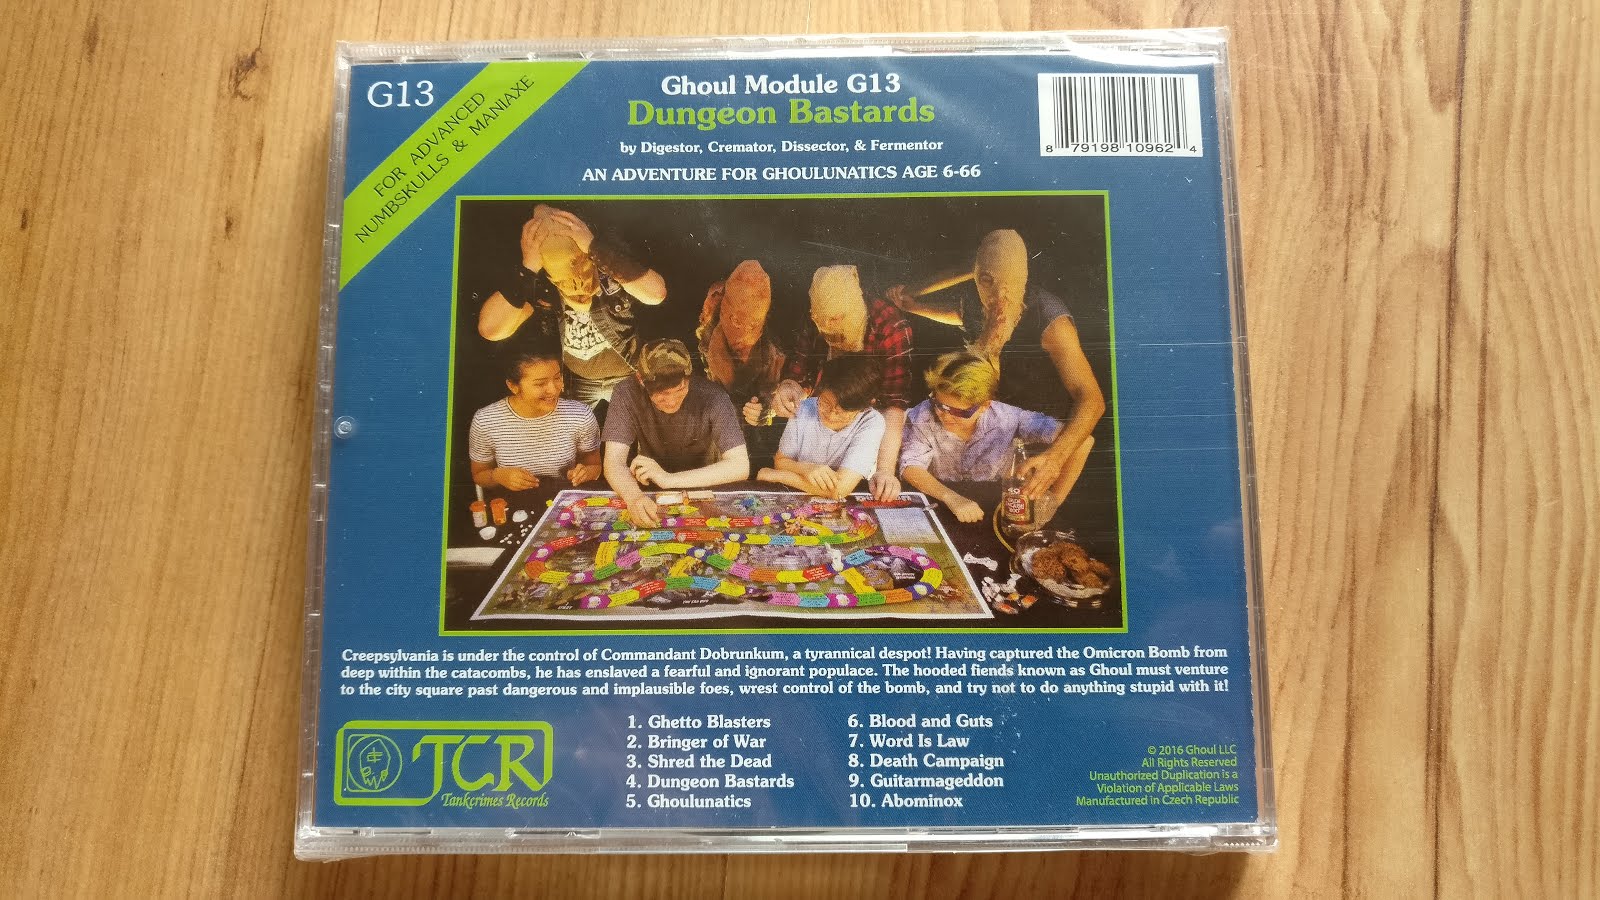 G13
FOR ADVANCED
NUMBSKULLS & MANIAXE
Ghoul Module G13
Dungeon Bastards
by Digestor, Cremator, Dissector, & Fermentor
AN ADVENTURE FOR GHOULUNATICS AGE 6-66
8 79198 10962 4
Creepsylvania is under the control of Commandant Dobrunkum, a tyrannical despot! Having captured the Omicron Bomb from
deep within the catacombs, he has enslaved a fearful and ignorant populace. The hooded fiends known as Ghoul must venture
to the city square past dangerous and implausible foes, wrest control of the bomb, and try not to do anything stupid with it!
TCR
Tankcrimes Records
1. Ghetto Blasters
2. Bringer of War
3. Shred the Dead
4. Dungeon Bastards
5. Ghoulunatics
6. Blood and Guts
7. Word Is Law
8. Death Campaign
9. Guitarmageddon
10. Abominox
© 2016 Ghoul LLC
All Rights Reserved
Unauthorized Duplication is a
Violation of Applicable Laws
Manufactured in Czech Republic